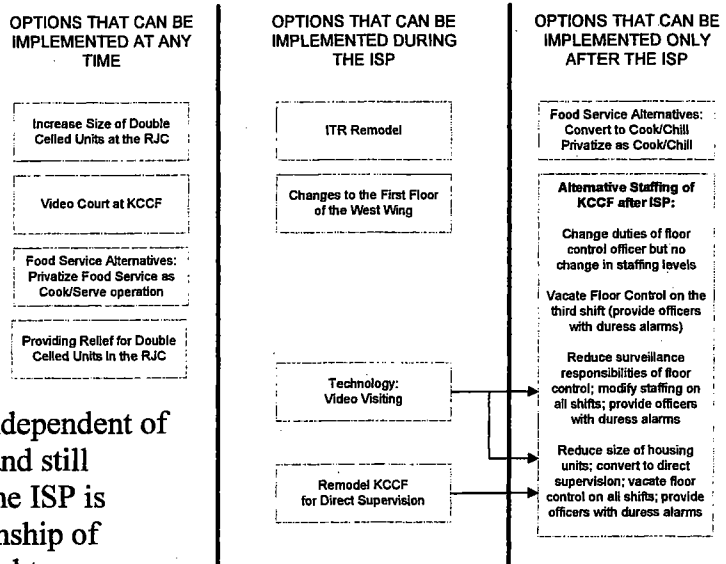 OPTIONS THAT CAN BE
IMPLEMENTED AT ANY
TIME
Increase Size of Double
Celled Units at the RJC
Video Court at KCCF
Food Service Alternatives:
Privatize Food Service as
Cook/Serve operation
Providing Relief for Double
Celled Units in the RJC
dependent of
nd still
he ISP is
nship of
OPTIONS THAT CAN BE
IMPLEMENTED DURING
THE ISP
ITR Remodel
Changes to the First Floor
of the West Wing
Technology:
Video Visiting
Remodel KCCF
for Direct Supervision
OPTIONS THAT CAN BE
IMPLEMENTED ONLY
AFTER THE ISP
Food Service Alternatives:
Convert to Cook/Chill
Privatize as Cook/Chill
Alternative Staffing of
KCCF after ISP:
Change duties of floor
control officer but no
change in staffing levels
Vacate Floor Control on the
third shift (provide officers
with duress alarms)
Reduce surveillance
responsibilities of floor
control; modify staffing on
all shifts; provide officers
with duress alarms
Reduce size of housing
units; convert to direct
supervision; vacate floor
control on all shifts; provide
officers with duress alarms